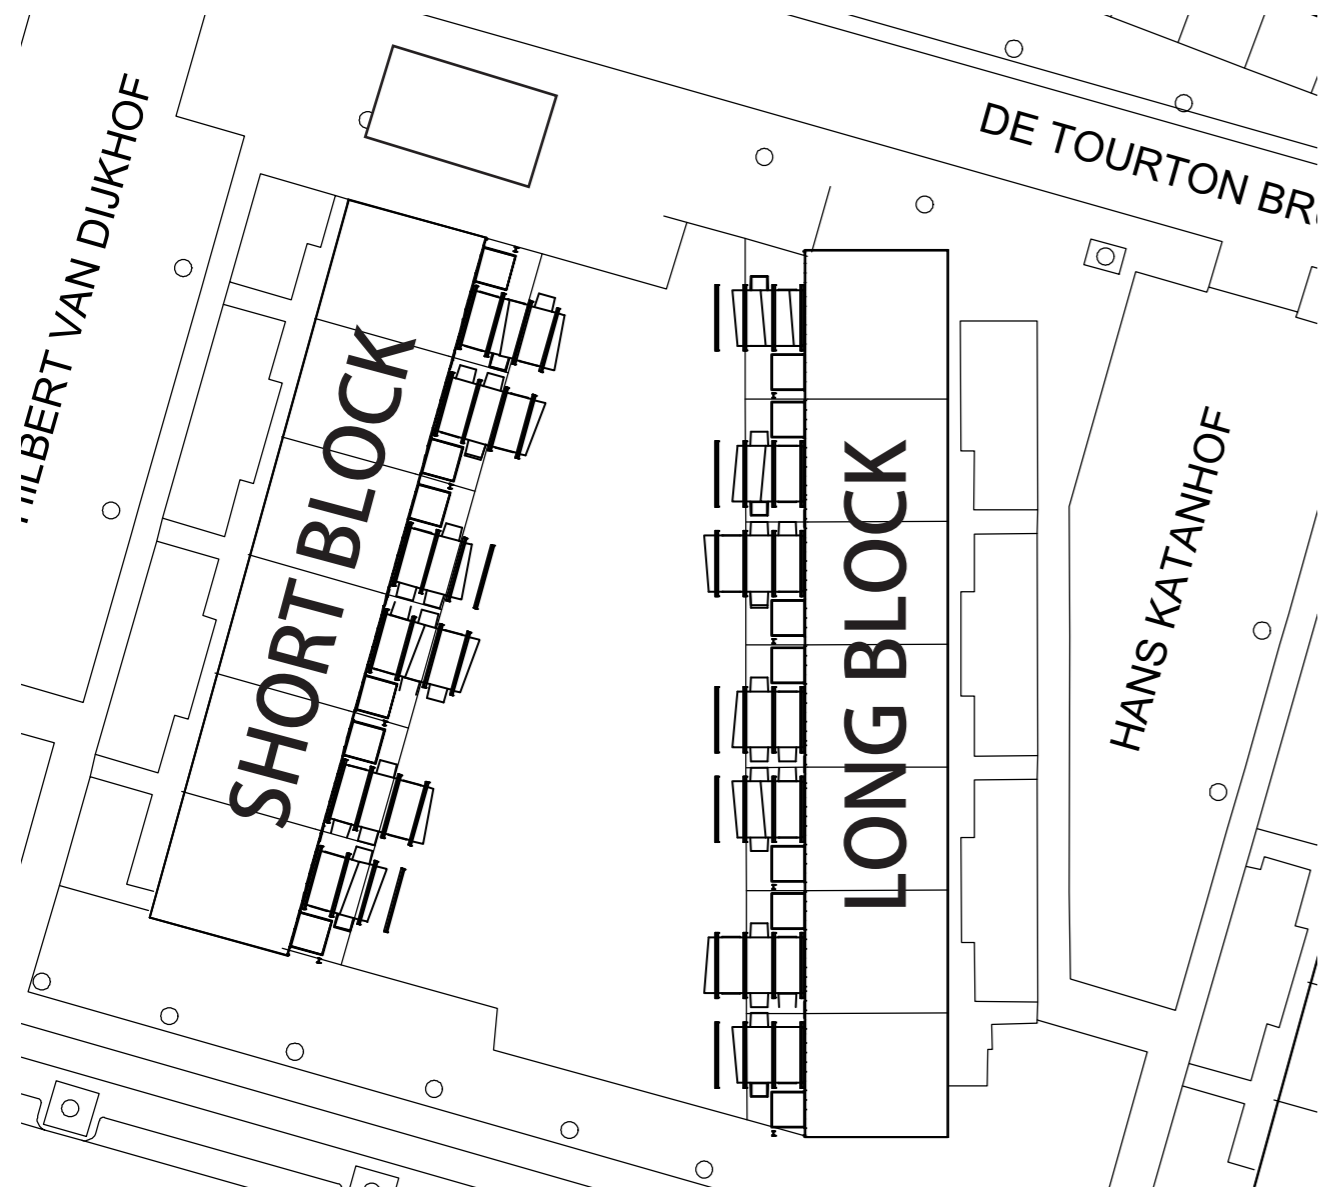 HILBERT VAN DIJKHOF
DE TOURTON BR
SHORT BLOCK
LONG BLOCK
HANS KATANHOF